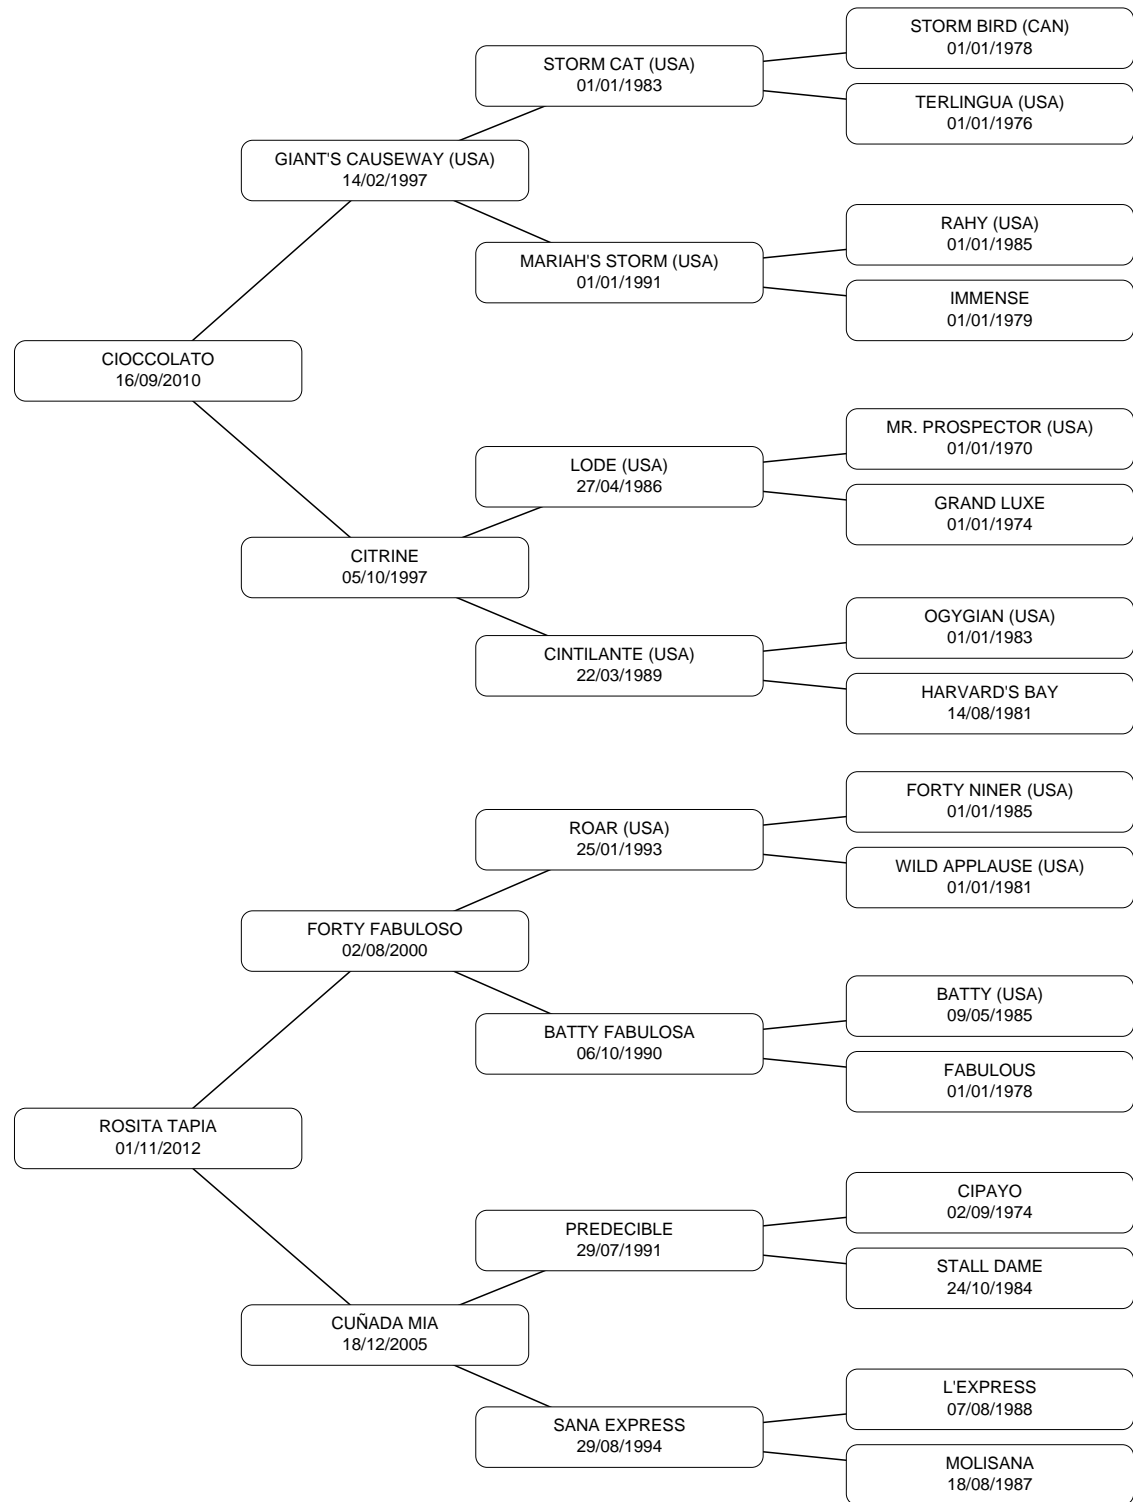 STORM BIRD (CAN)
01/01/1978
STORM CAT (USA)
01/01/1983
TERLINGUA (USA)
01/01/1976
GIANT'S CAUSEWAY (USA)
14/02/1997
RAHY (USA)
01/01/1985
MARIAH'S STORM (USA)
01/01/1991
IMMENSE
01/01/1979
CIOCCOLATO
16/09/2010
MR. PROSPECTOR (USA)
01/01/1970
LODE (USA)
27/04/1986
GRAND LUXE
01/01/1974
CITRINE
05/10/1997
OGYGIAN (USA)
01/01/1983
CINTILANTE (USA)
22/03/1989
HARVARD'S BAY
14/08/1981
FORTY NINER (USA)
01/01/1985
ROAR (USA)
25/01/1993
WILD APPLAUSE (USA)
01/01/1981
FORTY FABULOSO
02/08/2000
BATTY (USA)
09/05/1985
BATTY FABULOSA
06/10/1990
FABULOUS
01/01/1978
ROSITA TAPIA
01/11/2012
CIPAYO
02/09/1974
PREDECIBLE
29/07/1991
STALL DAME
24/10/1984
CUÑADA MIA
18/12/2005
L'EXPRESS
07/08/1988
SANA EXPRESS
29/08/1994
MOLISANA
18/08/1987